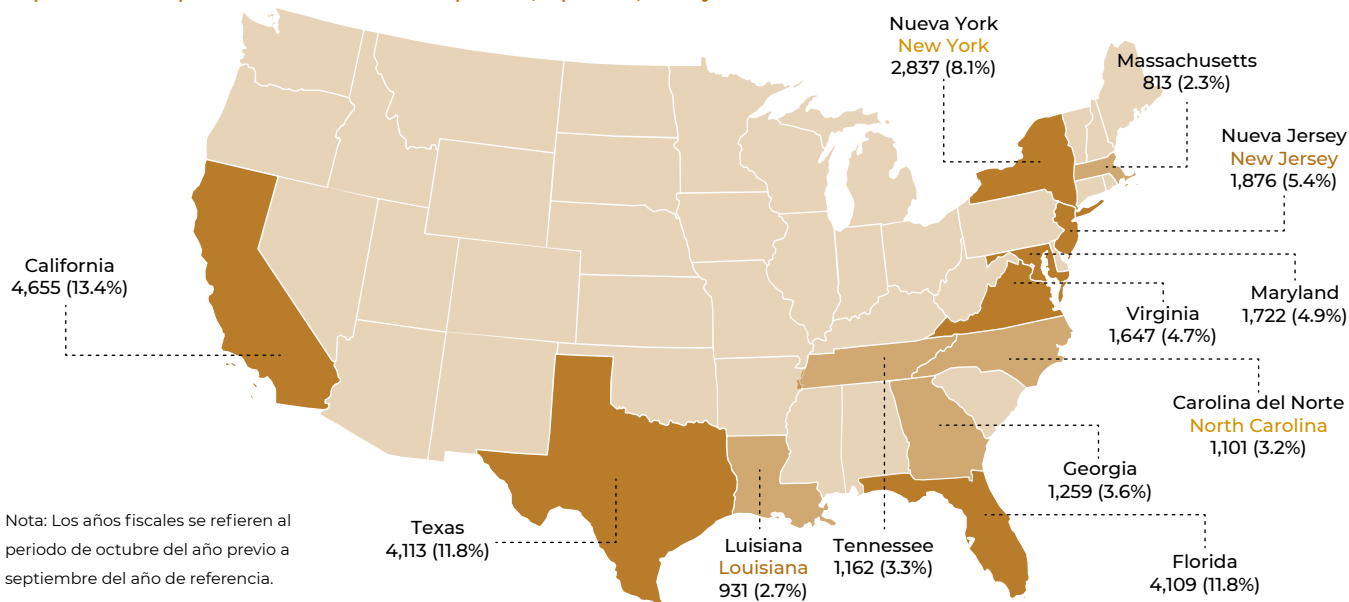 Nueva York
New York
2,837 (8.1%)
Massachusetts
813 (2.3%)
Nueva Jersey
New Jersey
1,876 (5.4%)
California
4,655 (13.4%)
Maryland
1,722 (4.9%)
Virginia
1,647 (4.7%)
Carolina del Norte
North Carolina
1,101 (3.2%)
Georgia
1,259 (3.6%)
Nota: Los años fiscales se refieren al
periodo de octubre del año previo a
septiembre del año de referencia.
Texas
4,113 (11.8%)
Luisiana
Louisiana
931 (2.7%)
Tennessee
1,162 (3.3%)
Florida
4,109 (11.8%)